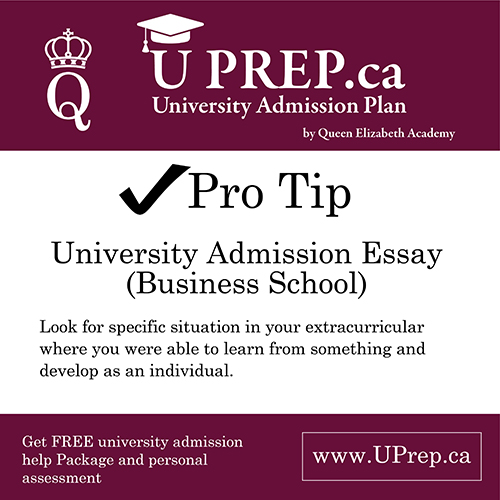 Q
U PREP.ca
University Admission Plan
by Queen Elizabeth Academy
Pro Tip
University Admission Essay
(Business School)
Look for specific situation in your extracurricular
where you were able to learn from something and
develop as an individual.
Get FREE university admission
help Package and personal
assessment
www.UPrep.ca